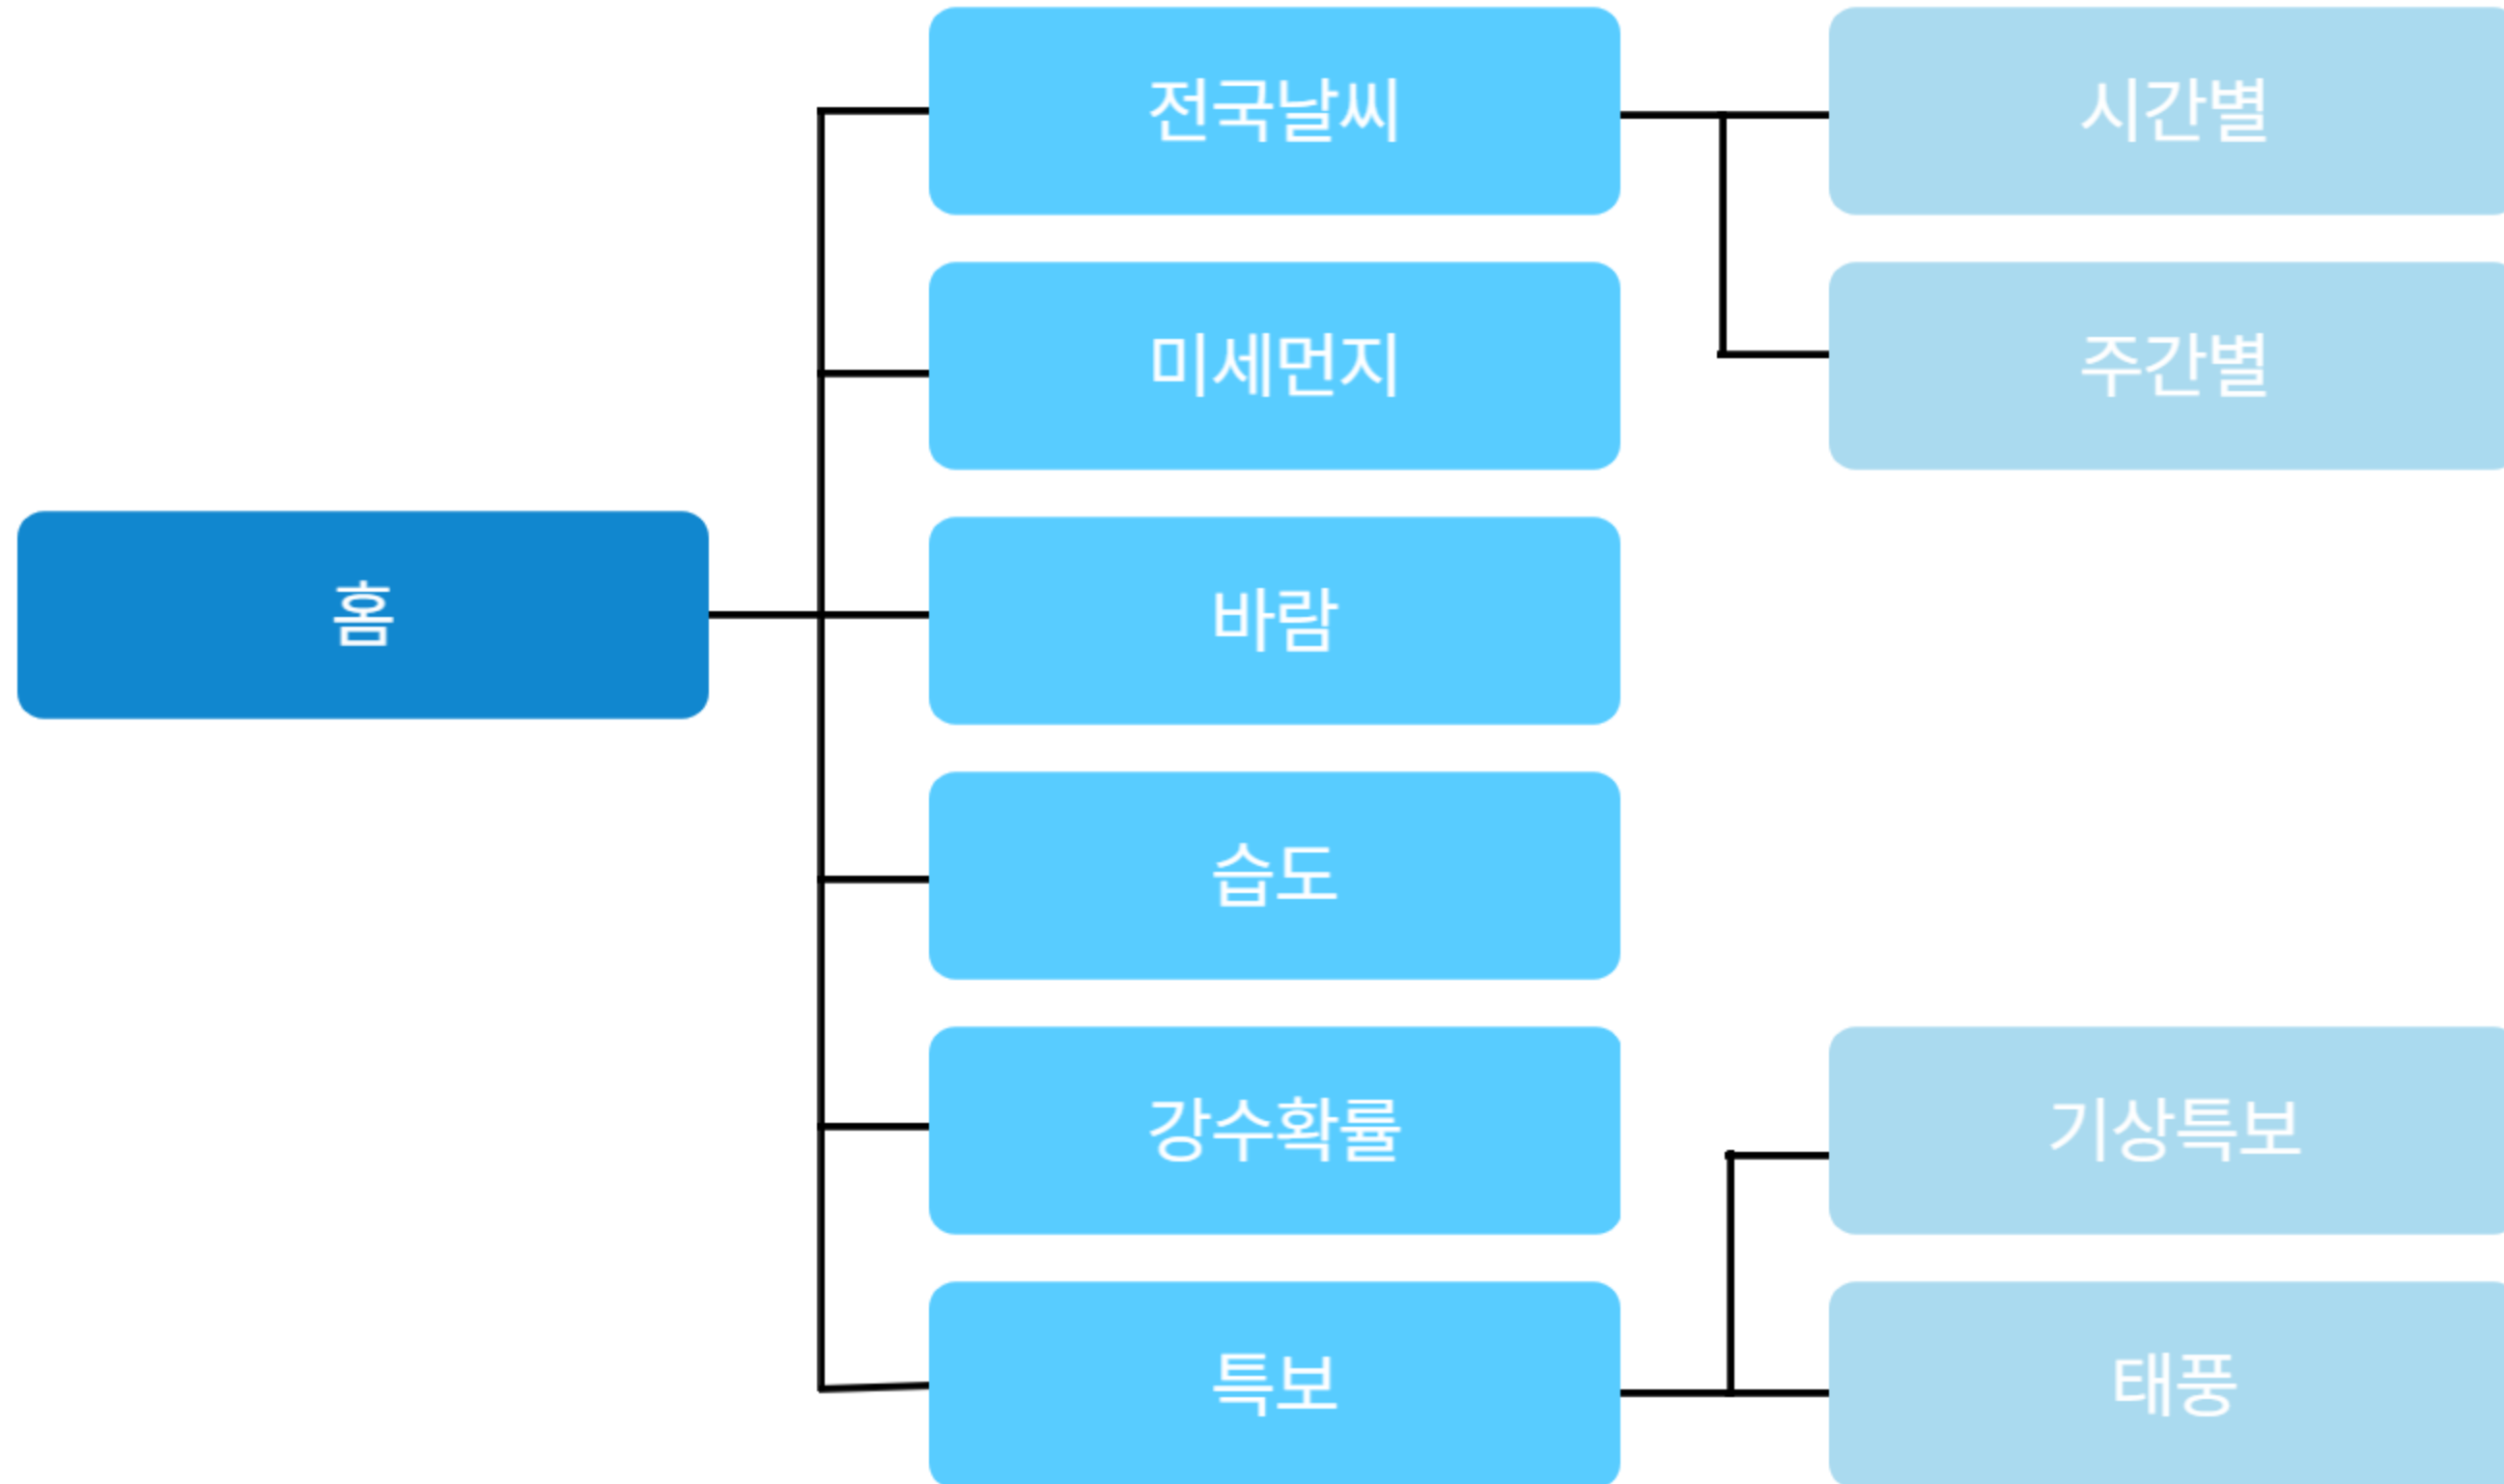 전국날씨
시간별
미세먼지
주간별
홈
바람
습도
강수확률
기상특보
특보
태풍